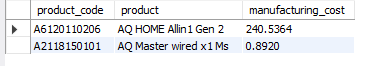 product_code product manufacturing_cost
A6120110206 AQ HOME Allin1 Gen 2 240.5364
A2118150101 AQ Master wired x1 Ms 0.8920